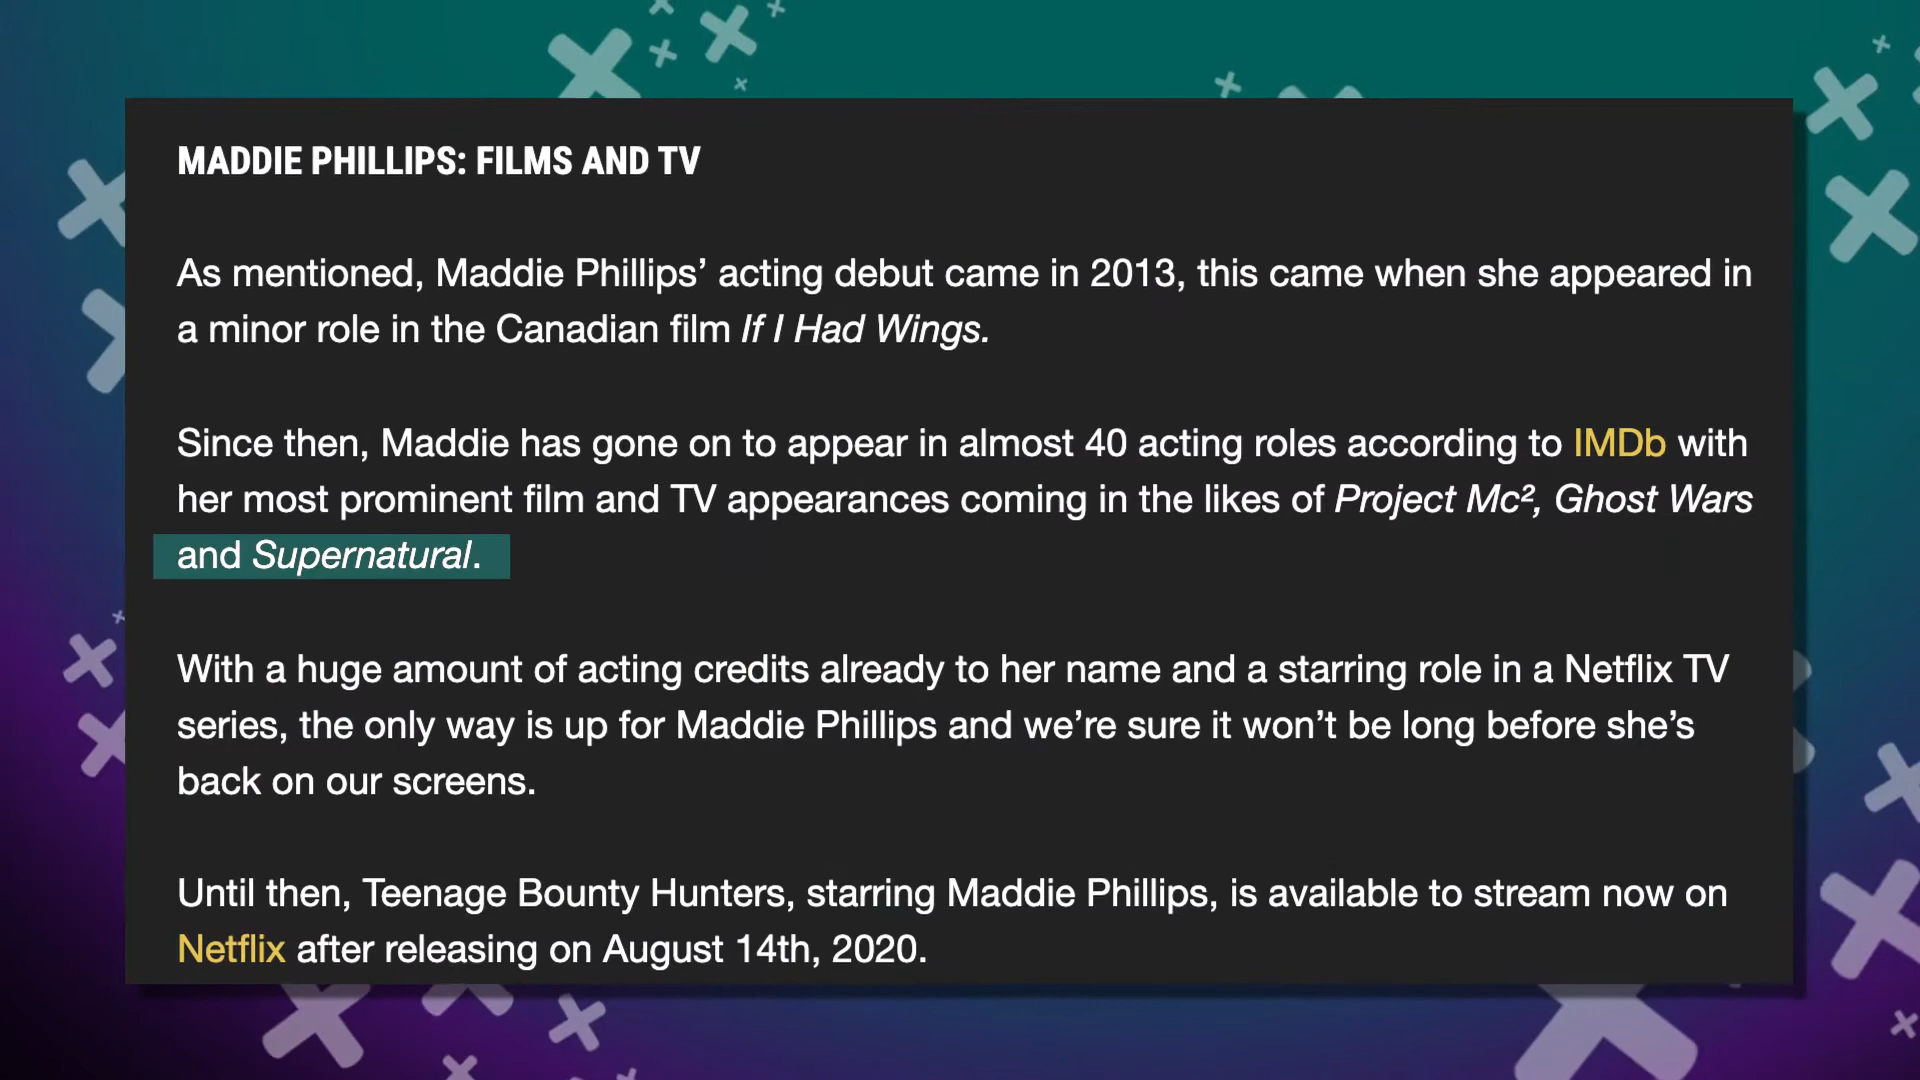 MADDIE PHILLIPS: FILMS AND TV
As mentioned, Maddie Phillips’ acting debut came in 2013, this came when she appeared in
a minor role in the Canadian film If I Had Wings.
Since then, Maddie has gone on to appear in almost 40 acting roles according to IMDb with
her most prominent film and TV appearances coming in the likes of Project Mc², Ghost Wars
and Supernatural.
With a huge amount of acting credits already to her name and a starring role in a Netflix TV
series, the only way is up for Maddie Phillips and we’re sure it won’t be long before she’s
back on our screens.
Until then, Teenage Bounty Hunters, starring Maddie Phillips, is available to stream now on
Netflix after releasing on August 14th, 2020.